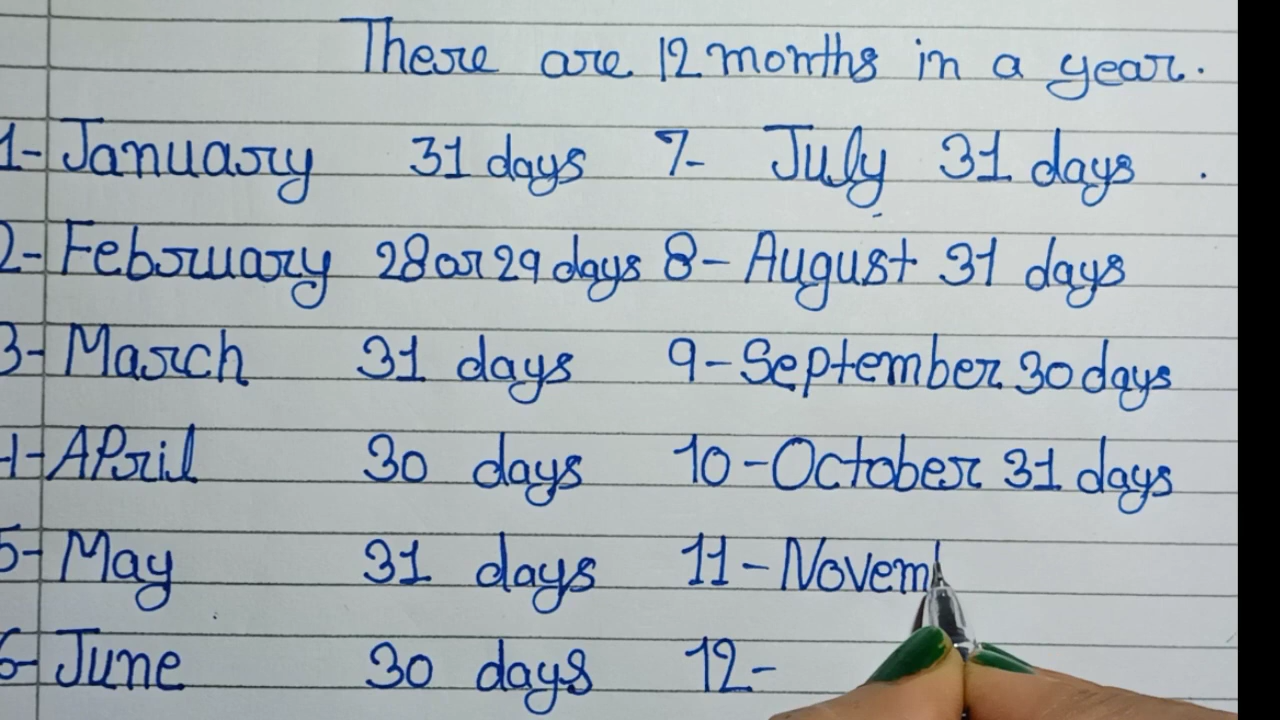 There are 12 months in a year.
1- January 31 days 7- July 31 days
2- February 28 or 29 days 8- August 31 days
3- March 31 days 9- September 30 days
4- APril 30 days 10- October 31 days
5- May 31 days 11- Novem
6- June 30 days 12-